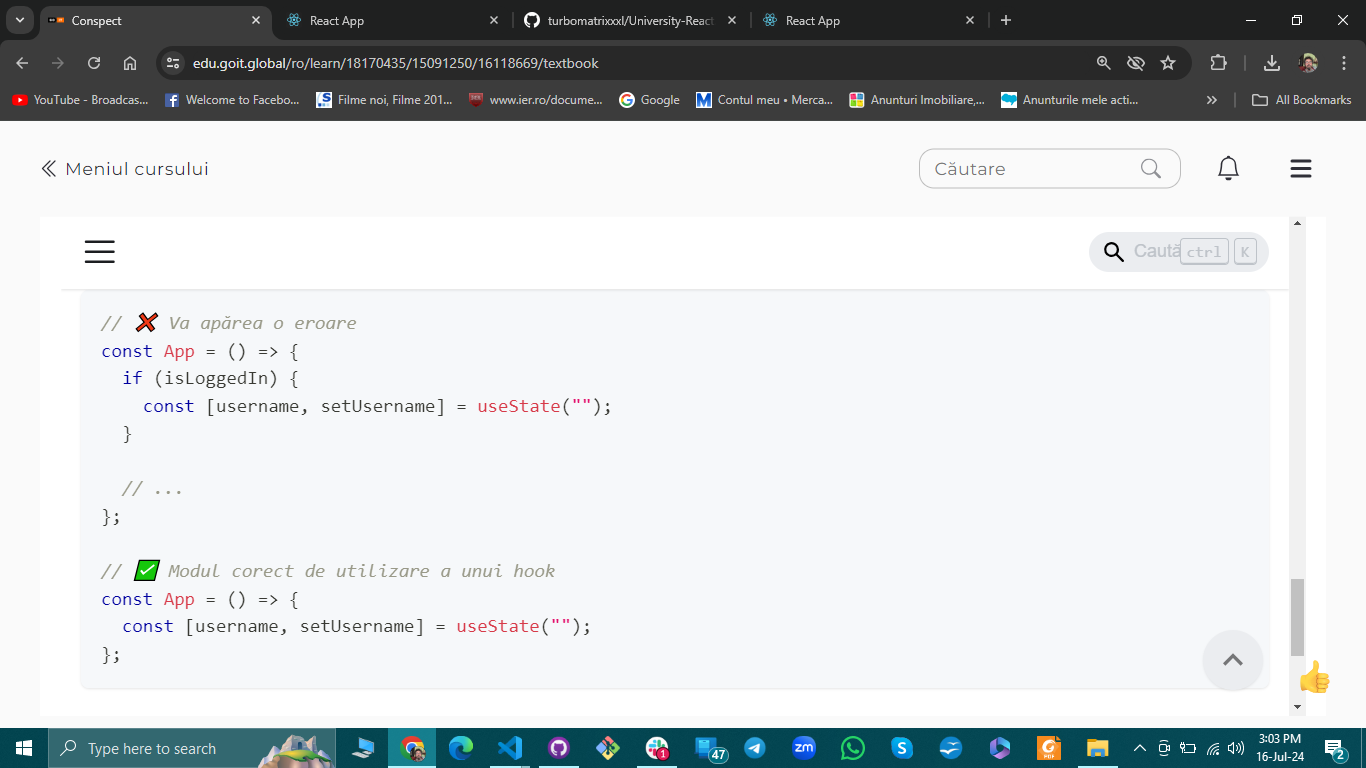 Conspect
React App
turbomatrixxxl/University-React
React App
edu.goit.global/ro/learn/18170435/15091250/16118669/textbook
YouTube - Broadcas...
Welcome to Facebo...
Filme noi, Filme 201...
www.ier.ro/docume...
Google
Contul meu • Merca...
Anunturi Imobiliare,...
Anunturile mele acti...
All Bookmarks
Meniul cursului
Căutare
Caută ctrl K
// ❌ Va apărea o eroare
const App = () => {
if (isLoggedIn) {
const [username, setUsername] = useState("");
}
// ...
};
// ✅ Modul corect de utilizare a unui hook
const App = () => {
const [username, setUsername] = useState("");
};
Type here to search
1
47
zm
PDF
3:03 PM
16-Jul-24
2